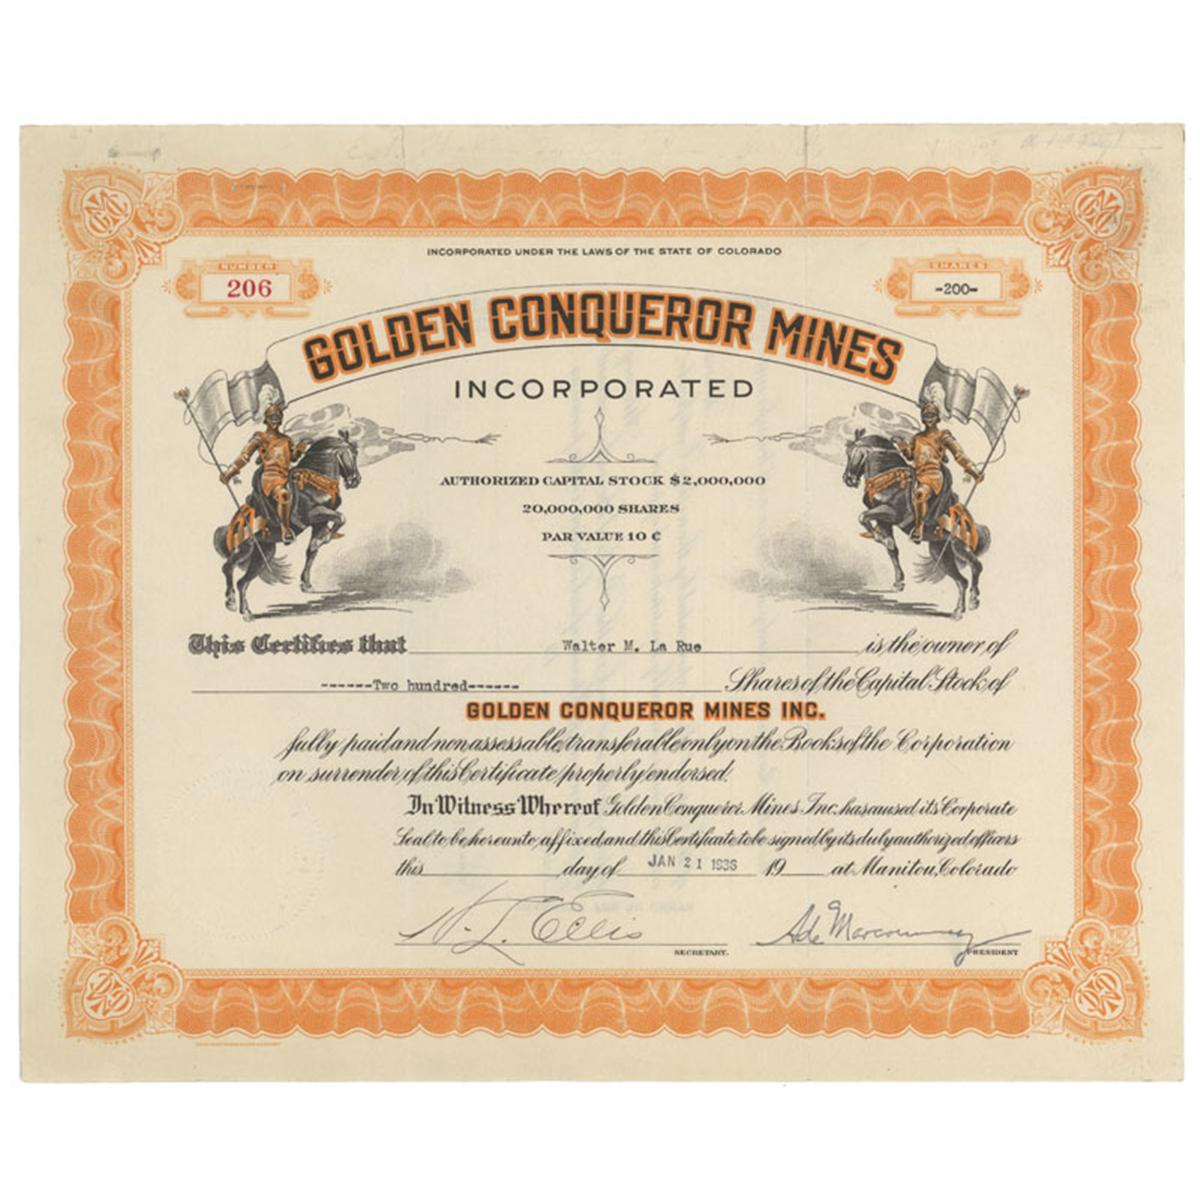 INCORPORATED UNDER THE LAWS OF THE STATE OF COLORADO
NUMBER
206
SHARES
-200-
GOLDEN CONQUEROR MINES
INCORPORATED
AUTHORIZED CAPITAL STOCK $2,000,000
20,000,000 SHARES
PAR VALUE 10 ¢
This Certifies that Walter M. La Rue is the owner of
------Two hundred------ Shares of the Capital Stock of
GOLDEN CONQUEROR MINES INC.
fully paid and non assessable, transferable only on the Books of the Corporation
on surrender of this Certificate properly endorsed.
In Witness Whereof Golden Conqueror Mines Inc. has caused its Corporate
Seal to be hereunto affixed and this Certificate to be signed by its duly authorized officers
this day of JAN 21 1936 19 at Manitou, Colorado
SECRETARY.
PRESIDENT